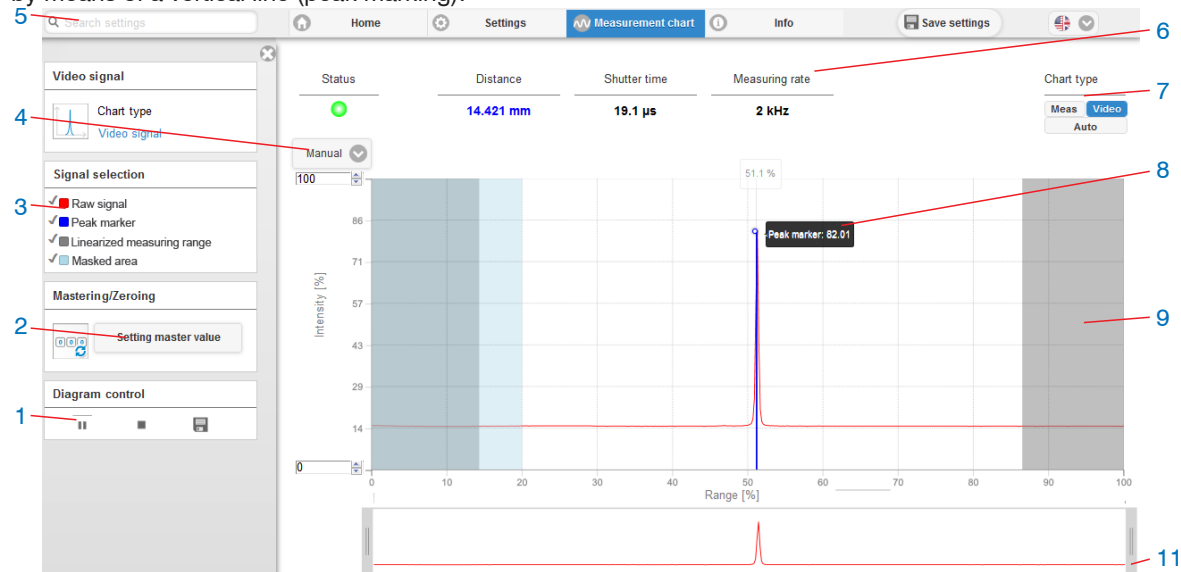 by means of a vertical line (peak marking).
5
Search settings
Home
Settings
Measurement chart
Info
Save settings
6
Video signal
Chart type
Video signal
Status
Distance
14.421 mm
Shutter time
19.1 µs
Measuring rate
2 kHz
Chart type
Meas Video
Auto
7
4
Manual
Signal selection
3
Raw signal
Peak marker
Linearized measuring range
Masked area
Mastering/Zeroing
2
0 0 0
Setting master value
Diagram control
1
100
86
71
57
43
29
14
0
Intensity [%]
51.1 %
Peak marker: 82.01
8
9
0 10 20 30 40 50 60 70 80 90 100
Range [%]
11